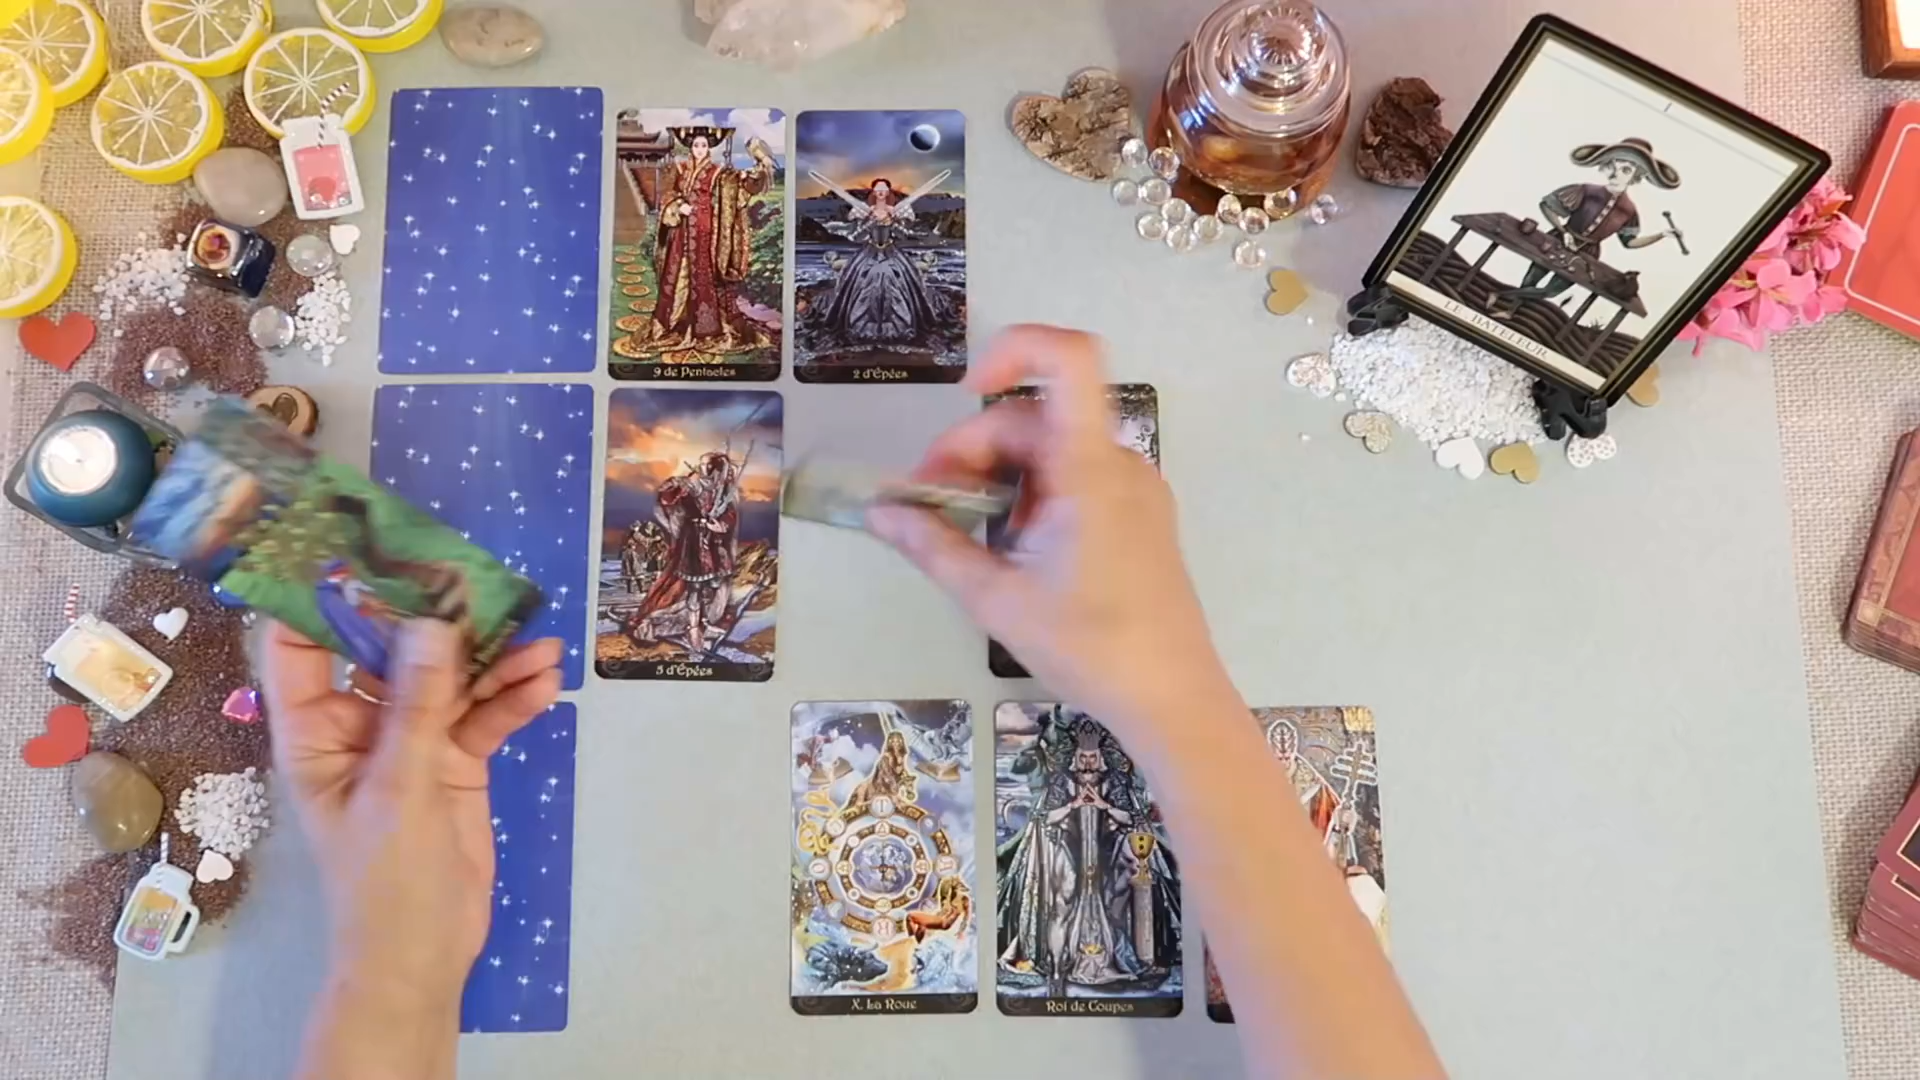 9 de Pentacles
2 d'Épées
I
LE BATELEUR
5 d'Épées
X. La Roue
Roi de Coupes